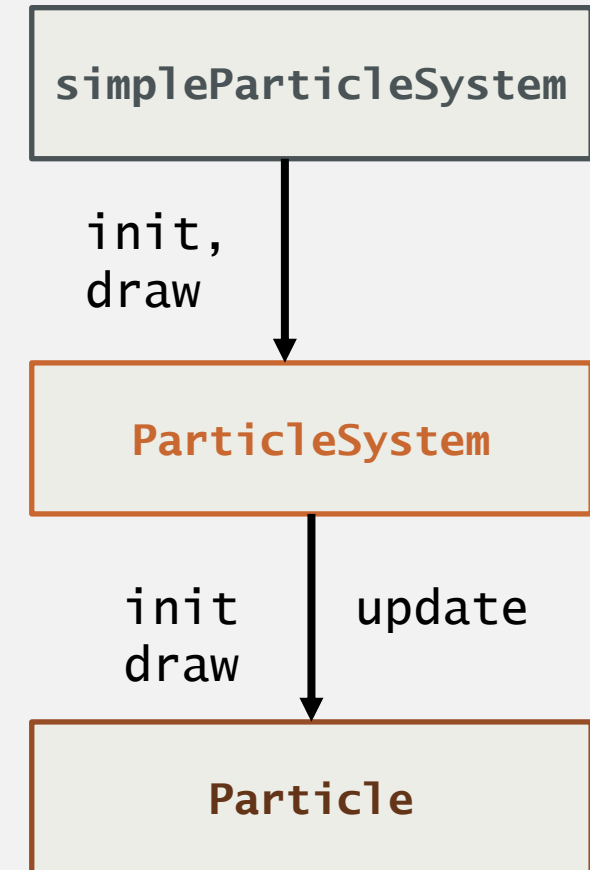 simpleParticleSystem
init,
draw
ParticleSystem
init update
draw
Particle